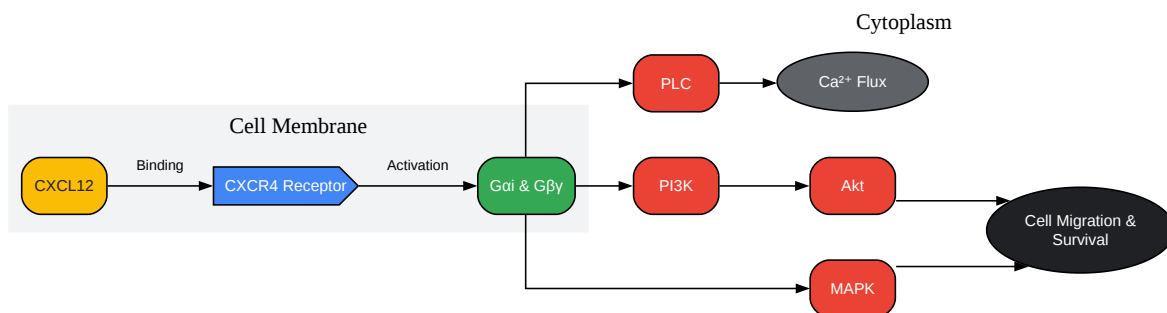 Cytoplasm
PLC
Ca²⁺ Flux
Cell Membrane
CXCL12
Binding
CXCR4 Receptor
Activation
Gαi & Gβγ
PI3K
Akt
Cell Migration &
Survival
MAPK